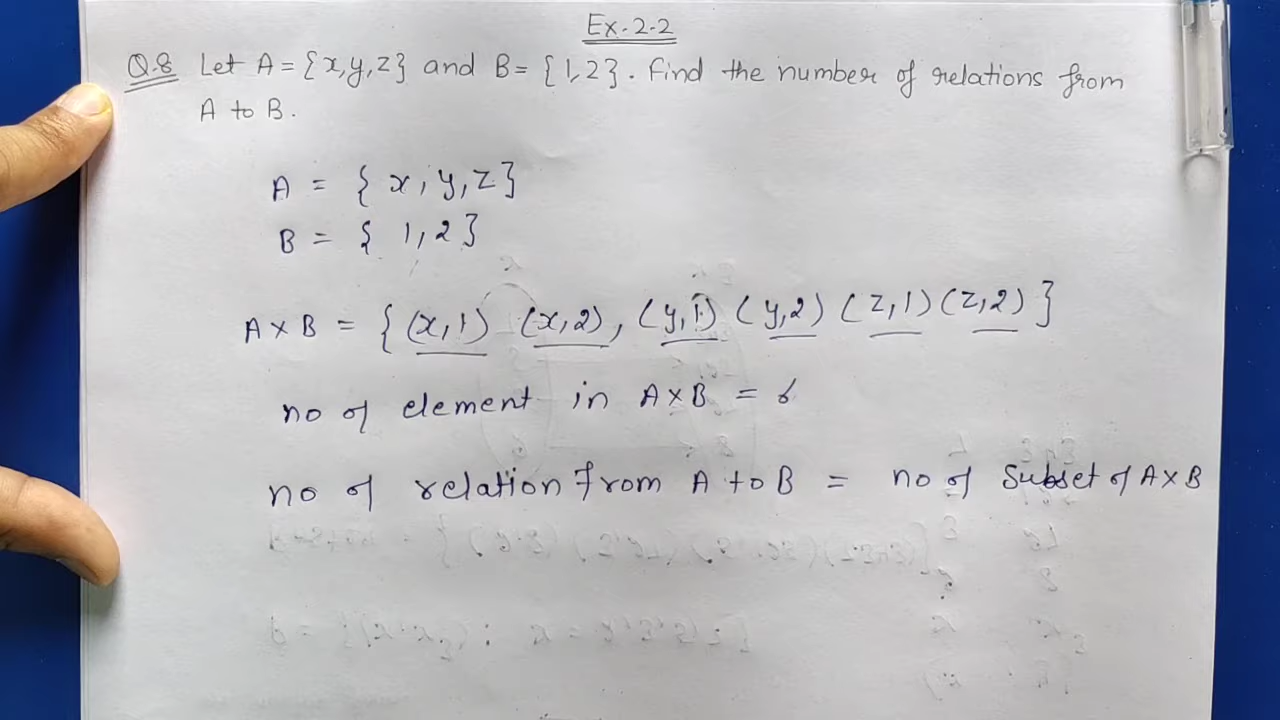 Ex-2.2
Q.8 Let A = {x,y,z} and B = {1,2}. Find the number of relations from
A to B.
A = { x, y, z }
B = { 1, 2 }
A × B = { (x,1) (x,2), (y,1) (y,2) (z,1) (z,2) }
no of element in A × B = 6
no of relation from A to B = no of Subset of A × B